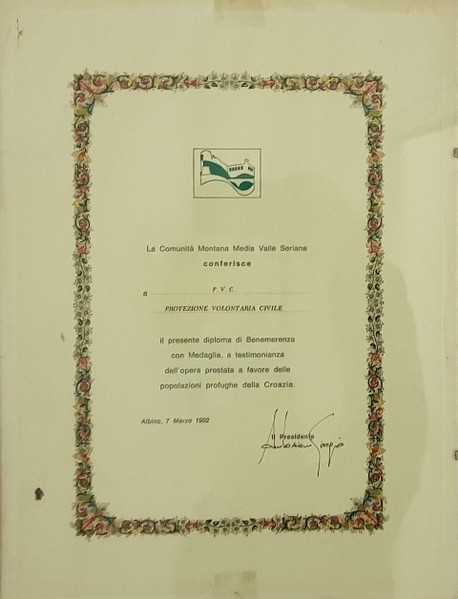 La Comunità Montana Media Valle Seriana
conferisce
a P.V.C.
PROTEZIONE VOLONTARIA CIVILE
il presente diploma di Benemerenza
con Medaglia, a testimonianza
dell'opera prestata a favore delle
popolazioni profughe della Croazia.
Albino, 7 Marzo 1992
Il Presidente